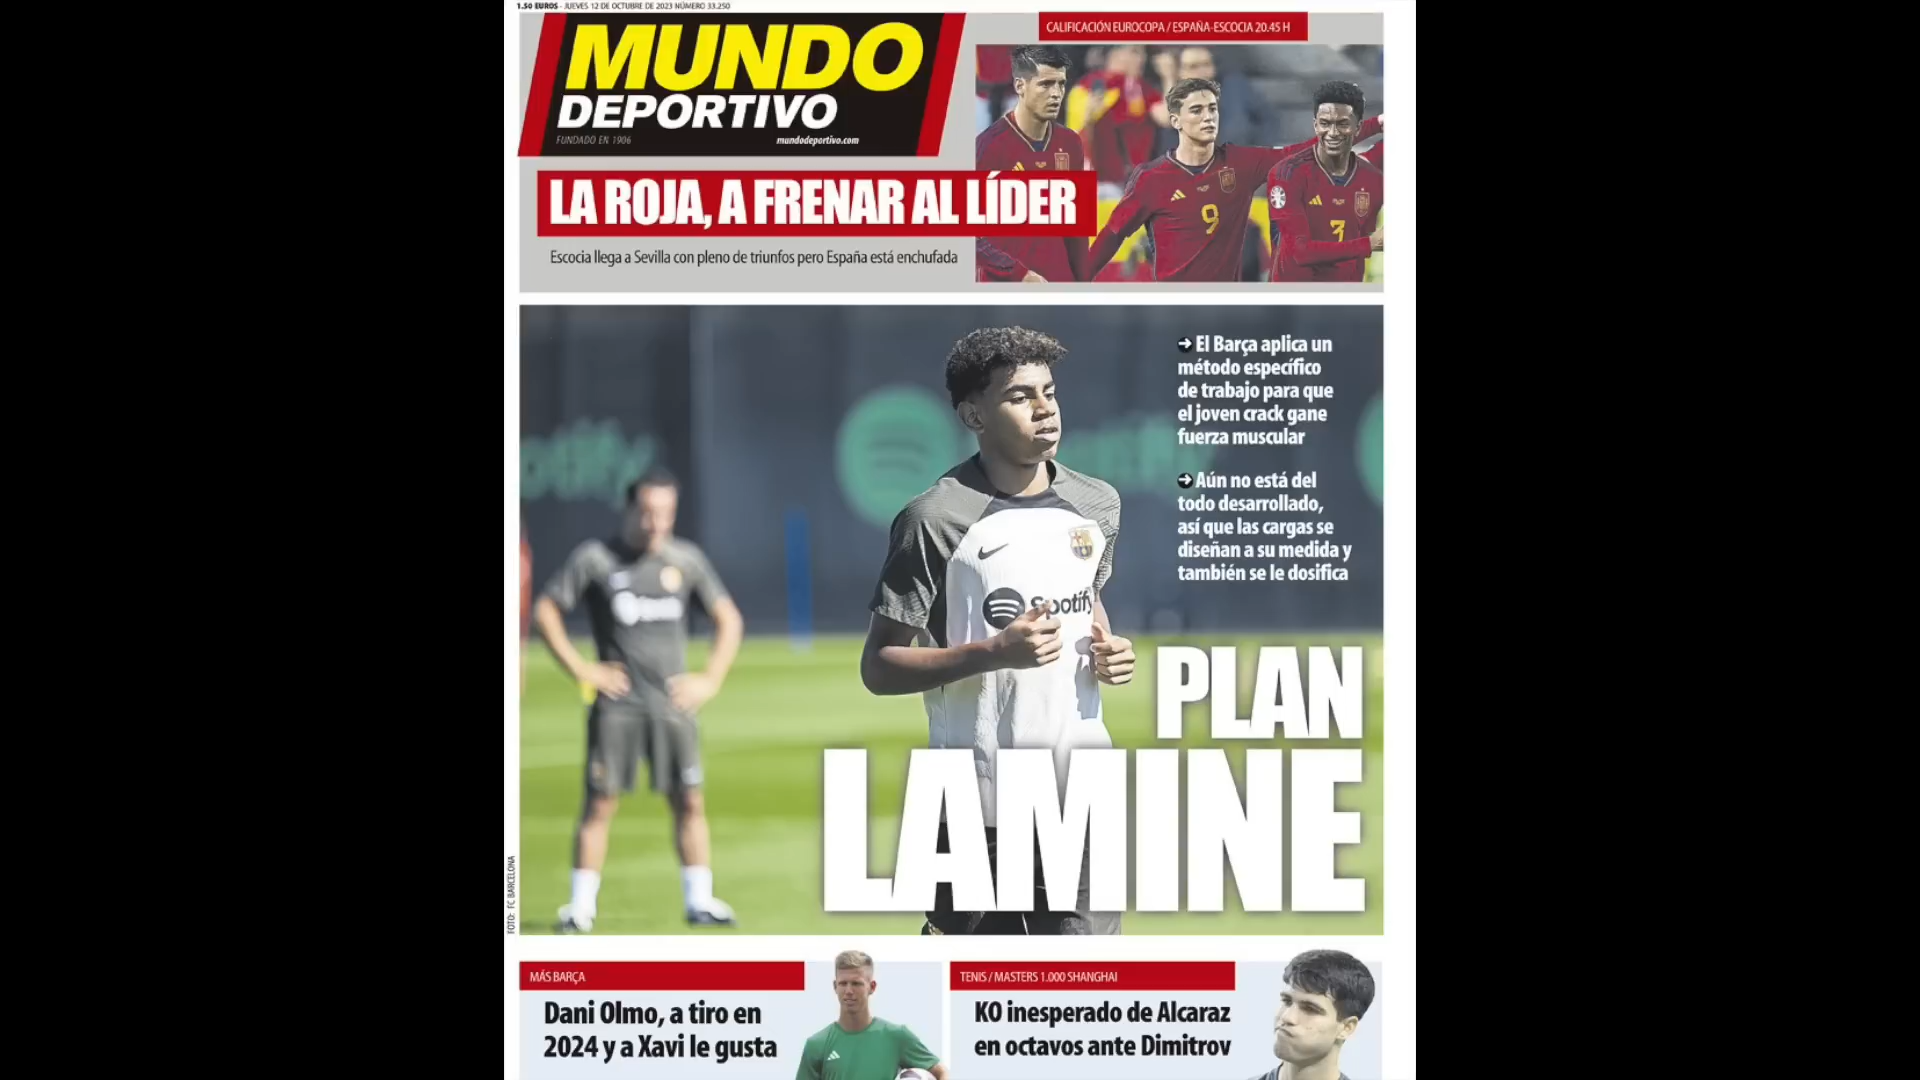 1.50 EUROS - JUEVES 12 DE OCTUBRE DE 2023 NÚMERO 33.250
MUNDO
DEPORTIVO
FUNDADO EN 1906
mundodeportivo.com
CALIFICACIÓN EUROCOPA / ESPAÑA-ESCOCIA 20.45 H
LA ROJA, A FRENAR AL LÍDER
Escocia llega a Sevilla con pleno de triunfos pero España está enchufada
9
3
El Barça aplica un
método específico
de trabajo para que
el joven crack gane
fuerza muscular
Aún no está del
todo desarrollado,
así que las cargas se
diseñan a su medida y
también se le dosifica
Spotify
PLAN
LAMINE
FOTO: FC BARCELONA
MÁS BARÇA
Dani Olmo, a tiro en
2024 y a Xavi le gusta
TENIS / MASTERS 1.000 SHANGHAI
KO inesperado de Alcaraz
en octavos ante Dimitrov